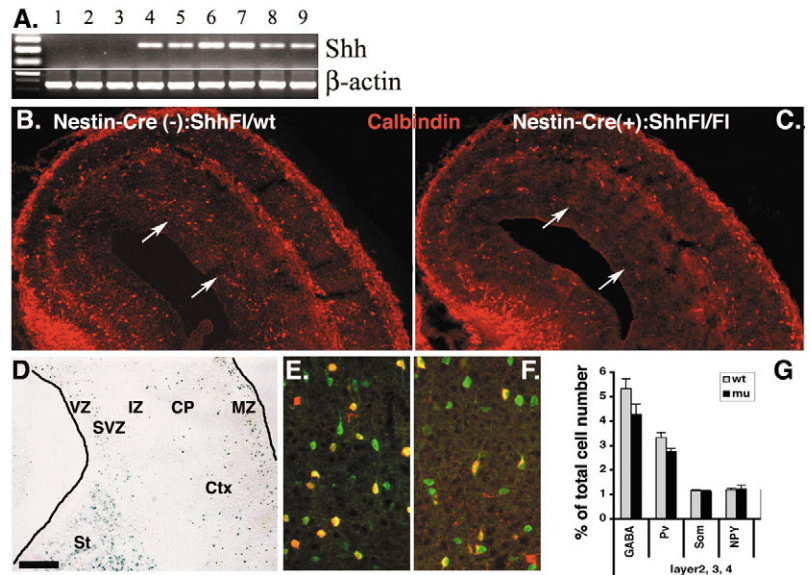 A.
1 2 3 4 5 6 7 8 9
Shh
β-actin
B. Nestin-Cre (-):ShhFl/wt
Calbindin
Nestin-Cre(+):ShhFl/Fl C.
D
VZ IZ CP MZ
SVZ
Ctx
St
E.
F.
G
% of total cell number
6
5
4
3
2
1
0
wt
mu
GABA
Pv
Som
NPY
layer2, 3, 4